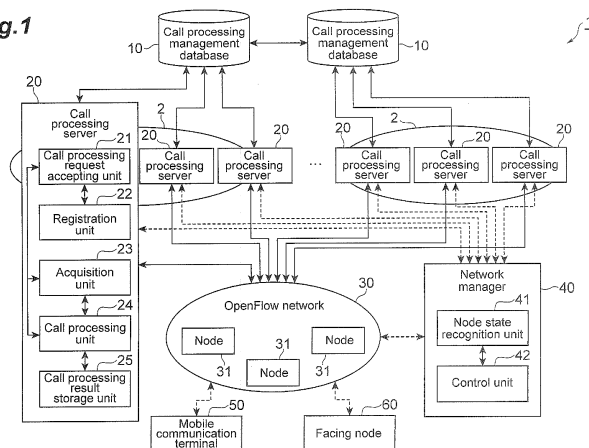 g.1
Call processing
management
database
10
Call processing
management
database
10
20
Call
processing
server
21
Call processing
request
accepting unit
22
Registration
unit
23
Acquisition
unit
24
Call processing
unit
25
Call processing
result
storage unit
2
20
Call
processing
server
20
Call
processing
server
...
2
20
Call
processing
server
20
Call
processing
server
20
Call
processing
server
30
OpenFlow network
Node
31
31
Node
Node
31
Network
manager
40
41
Node state
recognition unit
42
Control unit
50
Mobile
communication
terminal
60
Facing node